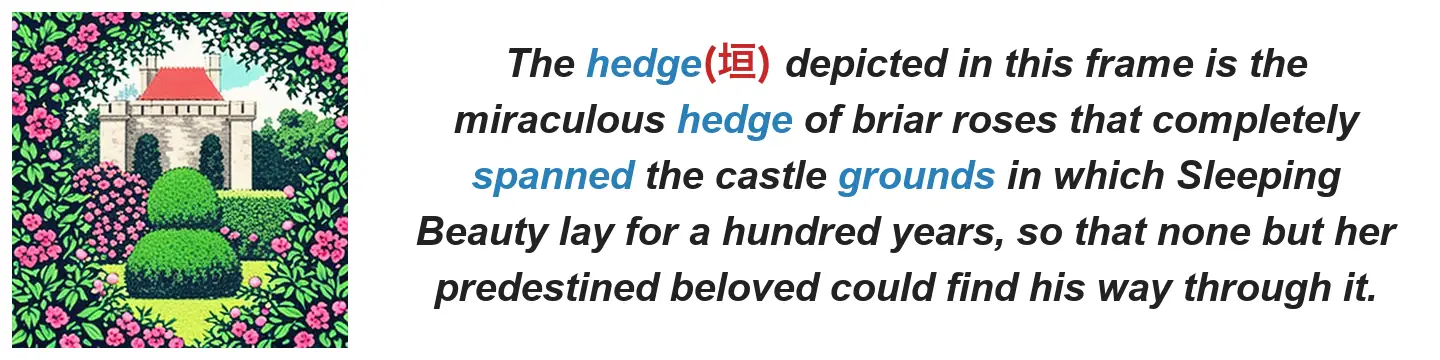 The hedge(垣) depicted in this frame is the
miraculous hedge of briar roses that completely
spanned the castle grounds in which Sleeping
Beauty lay for a hundred years, so that none but her
predestined beloved could find his way through it.